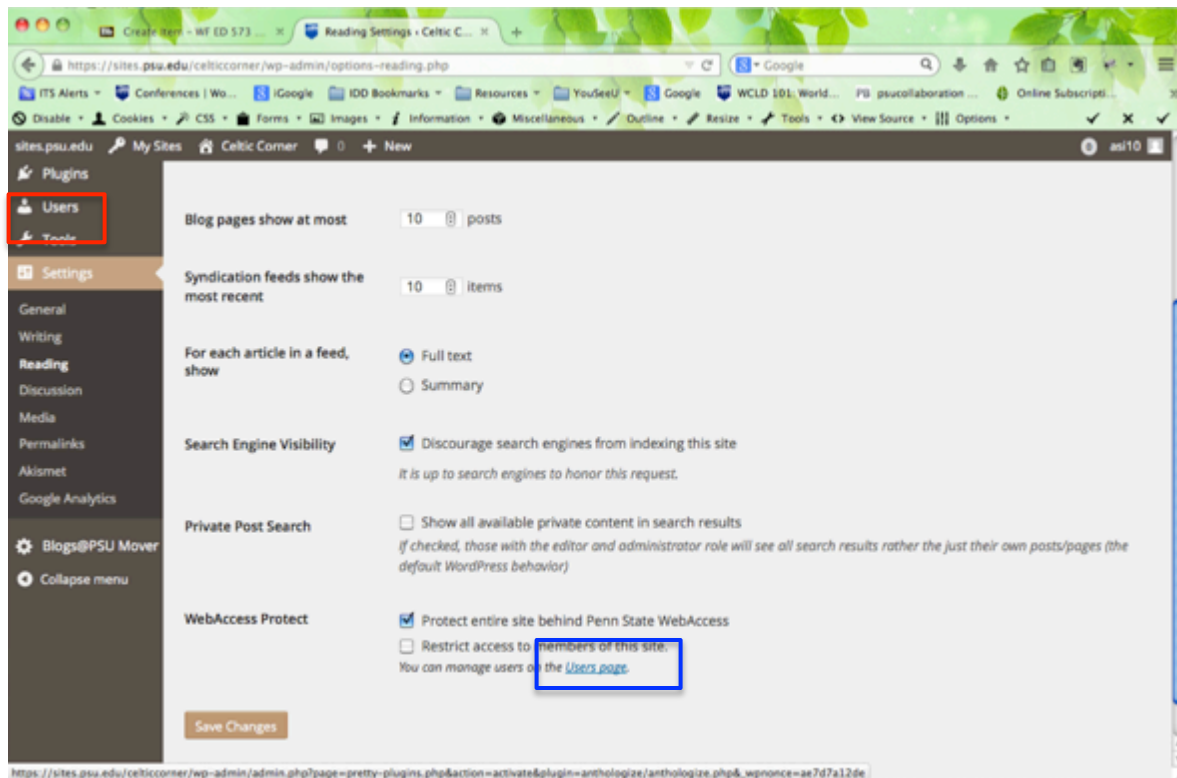 Create Item - WF ED 573 ...
Reading Settings ‹ Celtic C...
https://sites.psu.edu/celticcorner/wp-admin/options-reading.php
Google
ITS Alerts
Conferences | Wo...
iGoogle
IDD Bookmarks
Resources
YouSeeU
Google
WCLD 101: World...
PB psucollaboration ...
Online Subscripti...
Disable
Cookies
CSS
Forms
Images
Information
Miscellaneous
Outline
Resize
Tools
View Source
Options
sites.psu.edu
My Sites
Celtic Corner
0
+ New
0
asi10
Plugins
Users
Tools
Settings
General
Writing
Reading
Discussion
Media
Permalinks
Akismet
Google Analytics
Blogs@PSU Mover
Collapse menu
Blog pages show at most
10 posts
Syndication feeds show the
most recent
10 items
For each article in a feed,
show
Full text
Summary
Search Engine Visibility
Discourage search engines from indexing this site
It is up to search engines to honor this request.
Private Post Search
Show all available private content in search results
If checked, those with the editor and administrator role will see all search results rather the just their own posts/pages (the
default WordPress behavior)
WebAccess Protect
Protect entire site behind Penn State WebAccess
Restrict access to members of this site.
You can manage users on the Users page.
Save Changes
https://sites.psu.edu/celticcorner/wp-admin/admin.php?page=pretty-plugins.php&action=activate&plugin=anthologize/anthologize.php&_wpnonce=ae7d7a12de